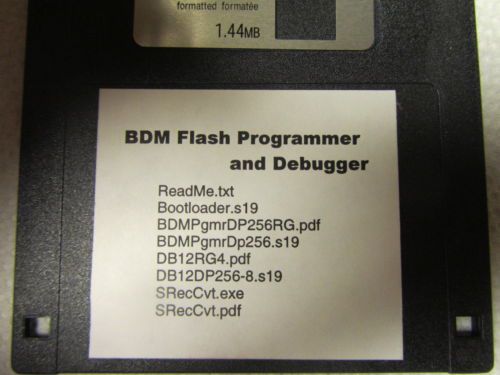 formatted formatée
1.44MB
BDM Flash Programmer
and Debugger
ReadMe.txt
Bootloader.s19
BDMPgmrDP256RG.pdf
BDMPgmrDp256.s19
DB12RG4.pdf
DB12DP256-8.s19
SRecCvt.exe
SRecCvt.pdf